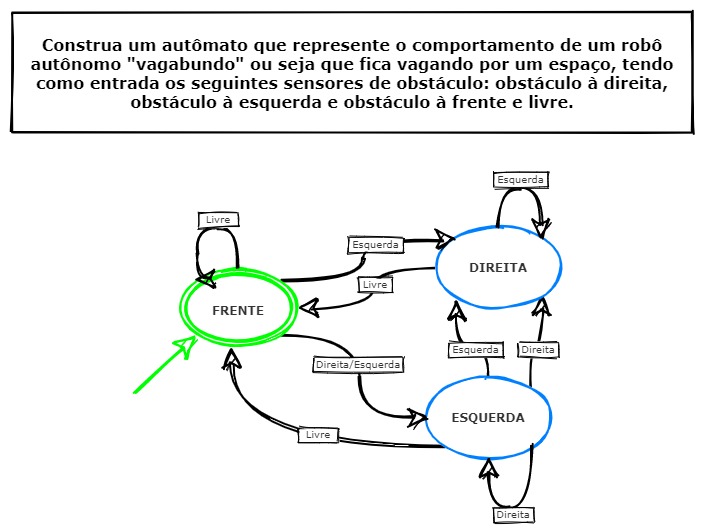 Construa um autômato que represente o comportamento de um robô
autônomo "vagabundo" ou seja que fica vagando por um espaço, tendo
como entrada os seguintes sensores de obstáculo: obstáculo à direita,
obstáculo à esquerda e obstáculo à frente e livre.
Esquerda
Livre
Esquerda
DIREITA
Livre
FRENTE
Esquerda
Direita
Direita/Esquerda
ESQUERDA
Livre
Direita